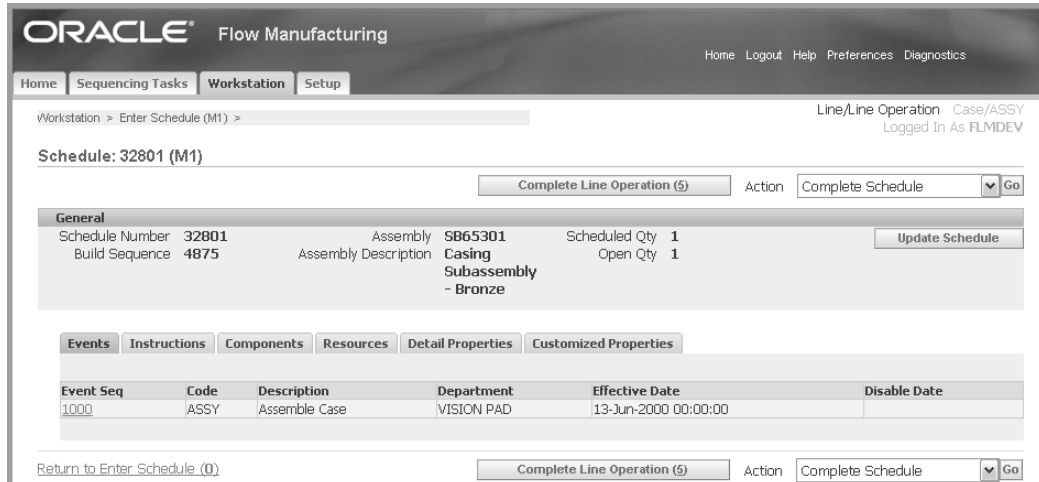 ORACLE® Flow Manufacturing
Home Logout Help Preferences Diagnostics
Home Sequencing Tasks Workstation Setup
Workstation > Enter Schedule (M1) >
Line/Line Operation Case/ASSY
Logged In As FLMDEV
Schedule: 32801 (M1)
Complete Line Operation (5) Action Complete Schedule Go
General
Schedule Number 32801 Assembly SB65301 Scheduled Qty 1 Update Schedule
Build Sequence 4875 Assembly Description Casing Open Qty 1
Subassembly
- Bronze
Events Instructions Components Resources Detail Properties Customized Properties
Event Seq Code Description Department Effective Date Disable Date
1000 ASSY Assemble Case VISION PAD 13-Jun-2000 00:00:00
Return to Enter Schedule (0) Complete Line Operation (5) Action Complete Schedule Go